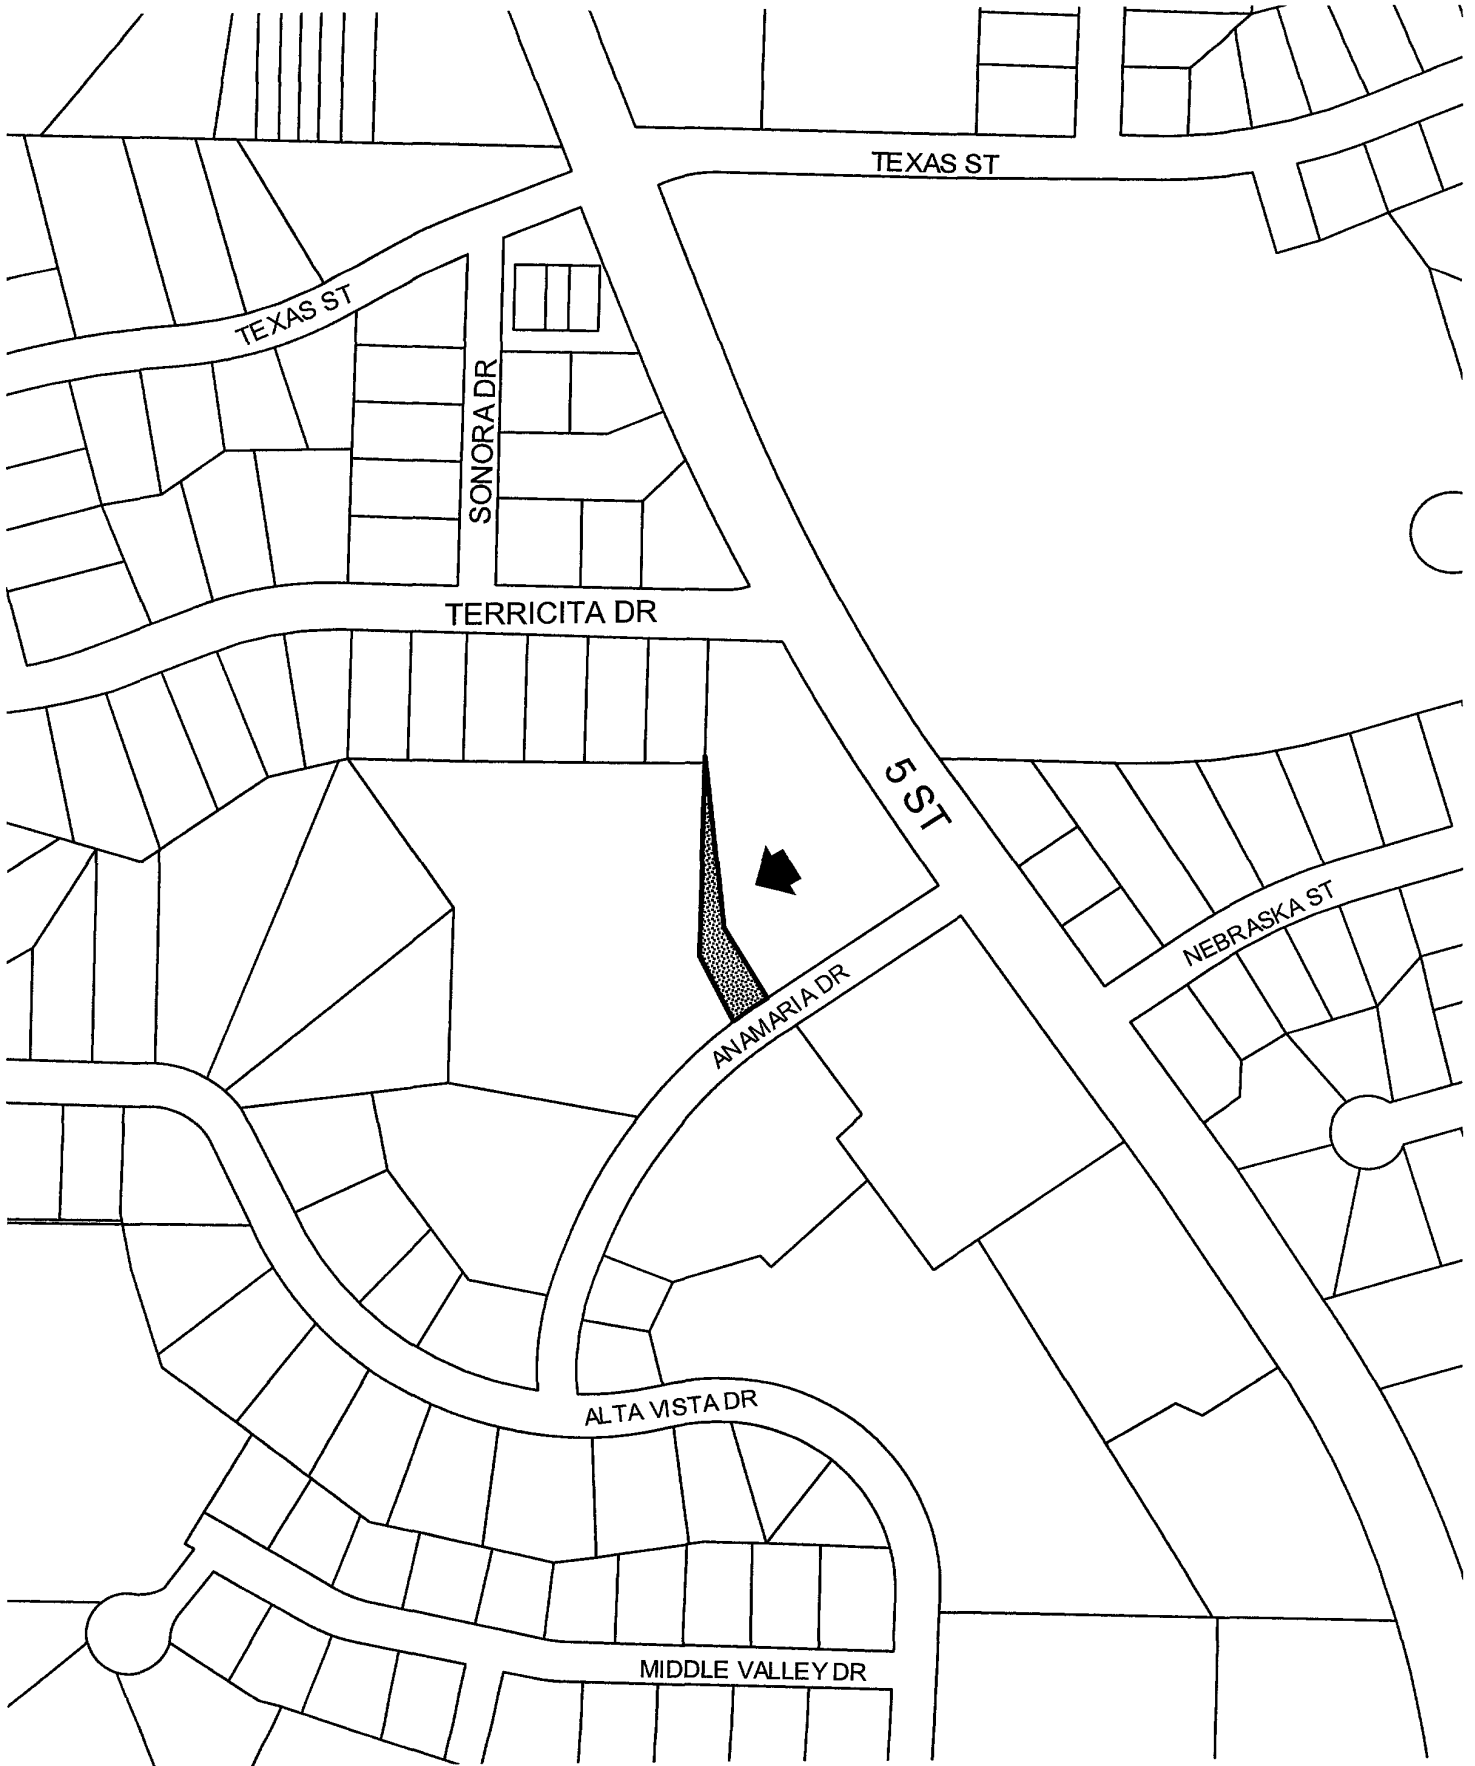 TEXAS ST
TEXAS ST
SONORA DR
TERRICITA DR
5 ST
NEBRASKA ST
ANAMARIA DR
ALTA VISTA DR
MIDDLE VALLEY DR